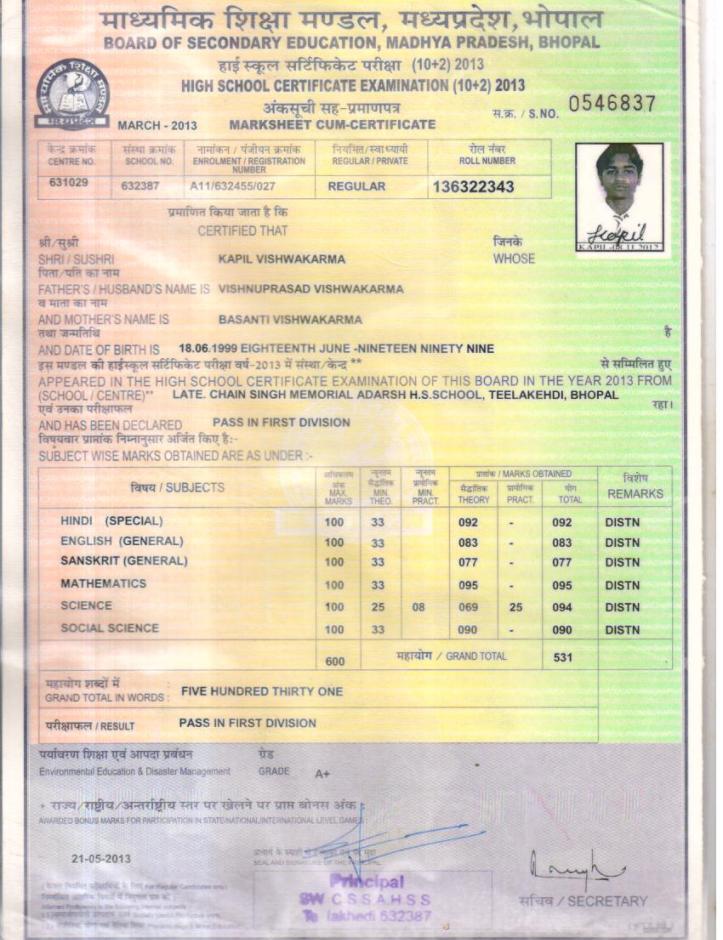 माध्यमिक शिक्षा मण्डल, मध्यप्रदेश,भोपाल
BOARD OF SECONDARY EDUCATION, MADHYA PRADESH, BHOPAL
हाई स्कूल सर्टिफिकेट परीक्षा (10+2) 2013
HIGH SCHOOL CERTIFICATE EXAMINATION (10+2) 2013
अंकसूची सह-प्रमाणपत्र
स.क्र. / S.NO. 0546837
MARCH - 2013 MARKSHEET CUM-CERTIFICATE
केन्द्र क्रमांक संस्था क्रमांक नामांकन / पंजीयन क्रमांक नियमित/स्वाध्यायी रोल नंबर
CENTRE NO. SCHOOL NO. ENROLMENT / REGISTRATION NUMBER REGULAR / PRIVATE ROLL NUMBER
631029 632387 A11/632455/027 REGULAR 136322343
Kapil
KAPIL-08.11.2012
प्रमाणित किया जाता है कि
CERTIFIED THAT
श्री/सुश्री जिनके
SHRI / SUSHRI KAPIL VISHWAKARMA WHOSE
पिता/पति का नाम
FATHER'S / HUSBAND'S NAME IS VISHNUPRASAD VISHWAKARMA
व माता का नाम
AND MOTHER'S NAME IS BASANTI VISHWAKARMA
तथा जन्मतिथि है
AND DATE OF BIRTH IS 18.06.1999 EIGHTEENTH JUNE -NINETEEN NINETY NINE
इस मण्डल की हाईस्कूल सर्टिफिकेट परीक्षा वर्ष-2013 में संस्था/केन्द्र ** से सम्मिलित हुए
APPEARED IN THE HIGH SCHOOL CERTIFICATE EXAMINATION OF THIS BOARD IN THE YEAR 2013 FROM
(SCHOOL / CENTRE)** LATE. CHAIN SINGH MEMORIAL ADARSH H.S.SCHOOL, TEELAKEHDI, BHOPAL
एवं उनका परीक्षाफल रहा।
AND HAS BEEN DECLARED PASS IN FIRST DIVISION
विषयवार प्राप्तांक निम्नानुसार अर्जित किए है:-
SUBJECT WISE MARKS OBTAINED ARE AS UNDER :-
विषय / SUBJECTS अधिकतम अंक MAX. MARKS न्यूनतम सैद्धांतिक MIN. THEO. न्यूनतम प्रायोगिक MIN. PRACT. प्राप्तांक / MARKS OBTAINED विशेष REMARKS
सैद्धांतिक THEORY प्रायोगिक PRACT. योग TOTAL
HINDI (SPECIAL) 100 33 092 - 092 DISTN
ENGLISH (GENERAL) 100 33 083 - 083 DISTN
SANSKRIT (GENERAL) 100 33 077 - 077 DISTN
MATHEMATICS 100 33 095 - 095 DISTN
SCIENCE 100 25 08 069 25 094 DISTN
SOCIAL SCIENCE 100 33 090 - 090 DISTN
600 महायोग / GRAND TOTAL 531
महायोग शब्दों में
GRAND TOTAL IN WORDS : FIVE HUNDRED THIRTY ONE
परीक्षाफल / RESULT PASS IN FIRST DIVISION
पर्यावरण शिक्षा एवं आपदा प्रबंधन ग्रेड
Environmental Education & Disaster Management GRADE A+
+ राज्य/राष्ट्रीय/अन्तर्राष्ट्रीय स्तर पर खेलने पर प्राप्त बोनस अंक
AWARDED BONUS MARKS FOR PARTICIPATION IN STATE/NATIONAL/INTERNATIONAL LEVEL GAMES
21-05-2013
SEAL AND SIGNATURE OF THE PRINCIPAL
Principal
SW C S S A H S S
Te lakhedi 632387
सचिव / SECRETARY